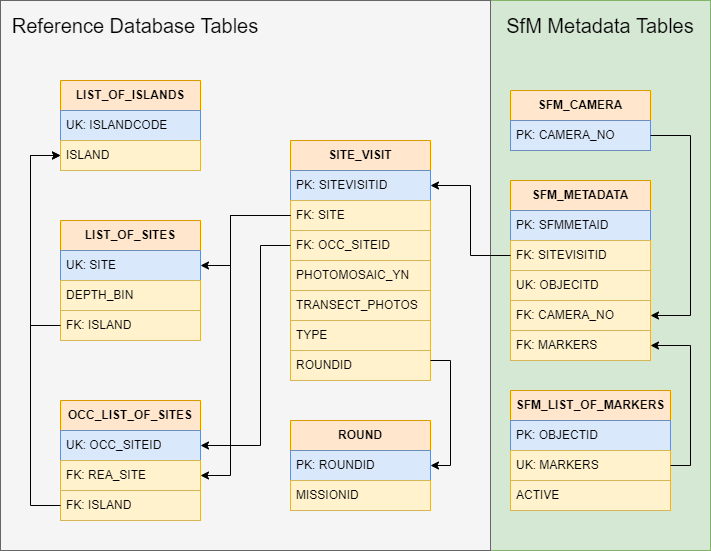 Reference Database Tables
LIST_OF_ISLANDS
UK: ISLANDCODE
ISLAND
LIST_OF_SITES
UK: SITE
DEPTH_BIN
FK: ISLAND
OCC_LIST_OF_SITES
UK: OCC_SITEID
FK: REA_SITE
FK: ISLAND
SITE_VISIT
PK: SITEVISITID
FK: SITE
FK: OCC_SITEID
PHOTOMOSAIC_YN
TRANSECT_PHOTOS
TYPE
ROUNDID
ROUND
PK: ROUNDID
MISSIONID
SfM Metadata Tables
SFM_CAMERA
PK: CAMERA_NO
SFM_METADATA
PK: SFMMETAID
FK: SITEVISITID
UK: OBJECITD
FK: CAMERA_NO
FK: MARKERS
SFM_LIST_OF_MARKERS
PK: OBJECTID
UK: MARKERS
ACTIVE